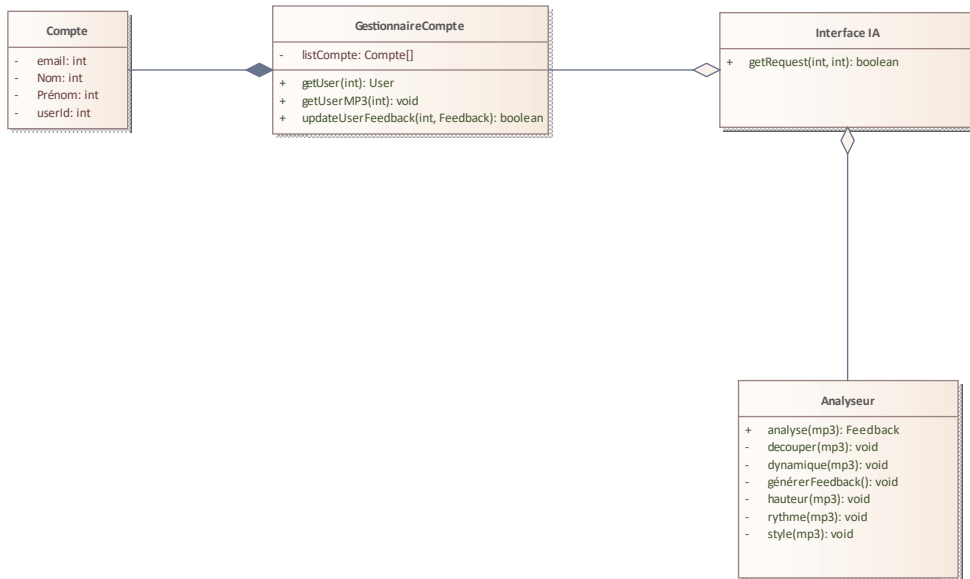 Compte
- email: int
- Nom: int
- Prénom: int
- userId: int
GestionnaireCompte
- listCompte: Compte[]
+ getUser(int): User
+ getUserMP3(int): void
+ updateUserFeedback(int, Feedback): boolean
Interface IA
+ getRequest(int, int): boolean
Analyseur
+ analyse(mp3): Feedback
- decouper(mp3): void
- dynamique(mp3): void
- générerFeedback(): void
- hauteur(mp3): void
- rythme(mp3): void
- style(mp3): void